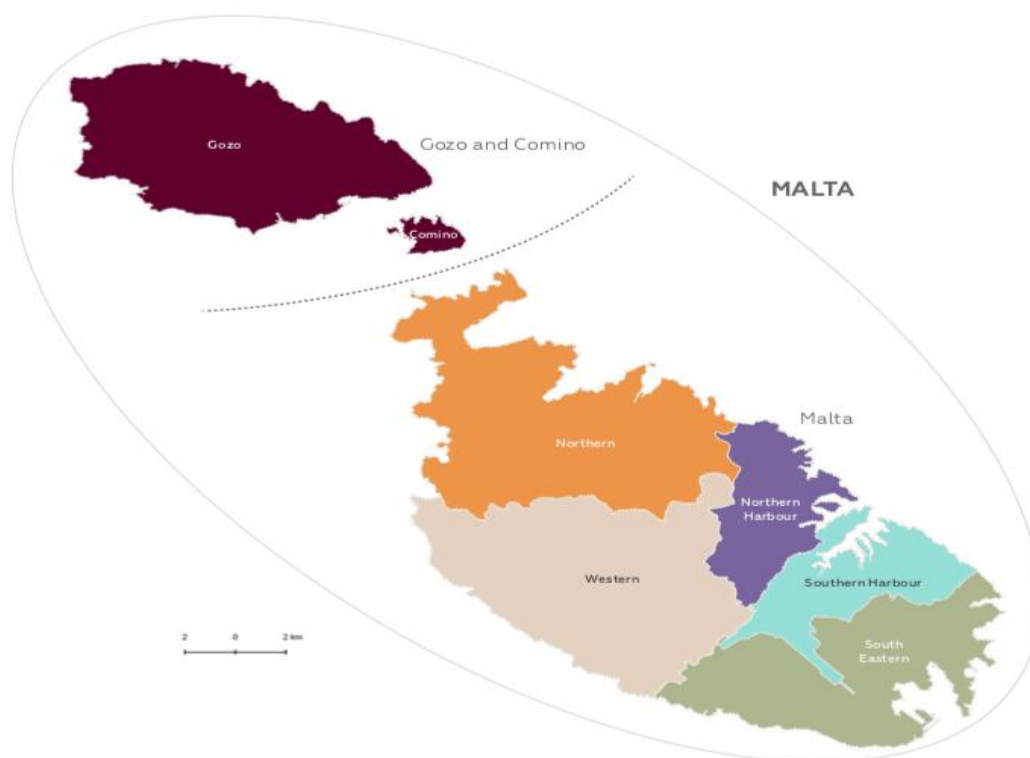 Gozo
Gozo and Comino
MALTA
Comino
Malta
Northern
Northern
Harbour
Western
Southern Harbour
South
Eastern
2 0 2 km